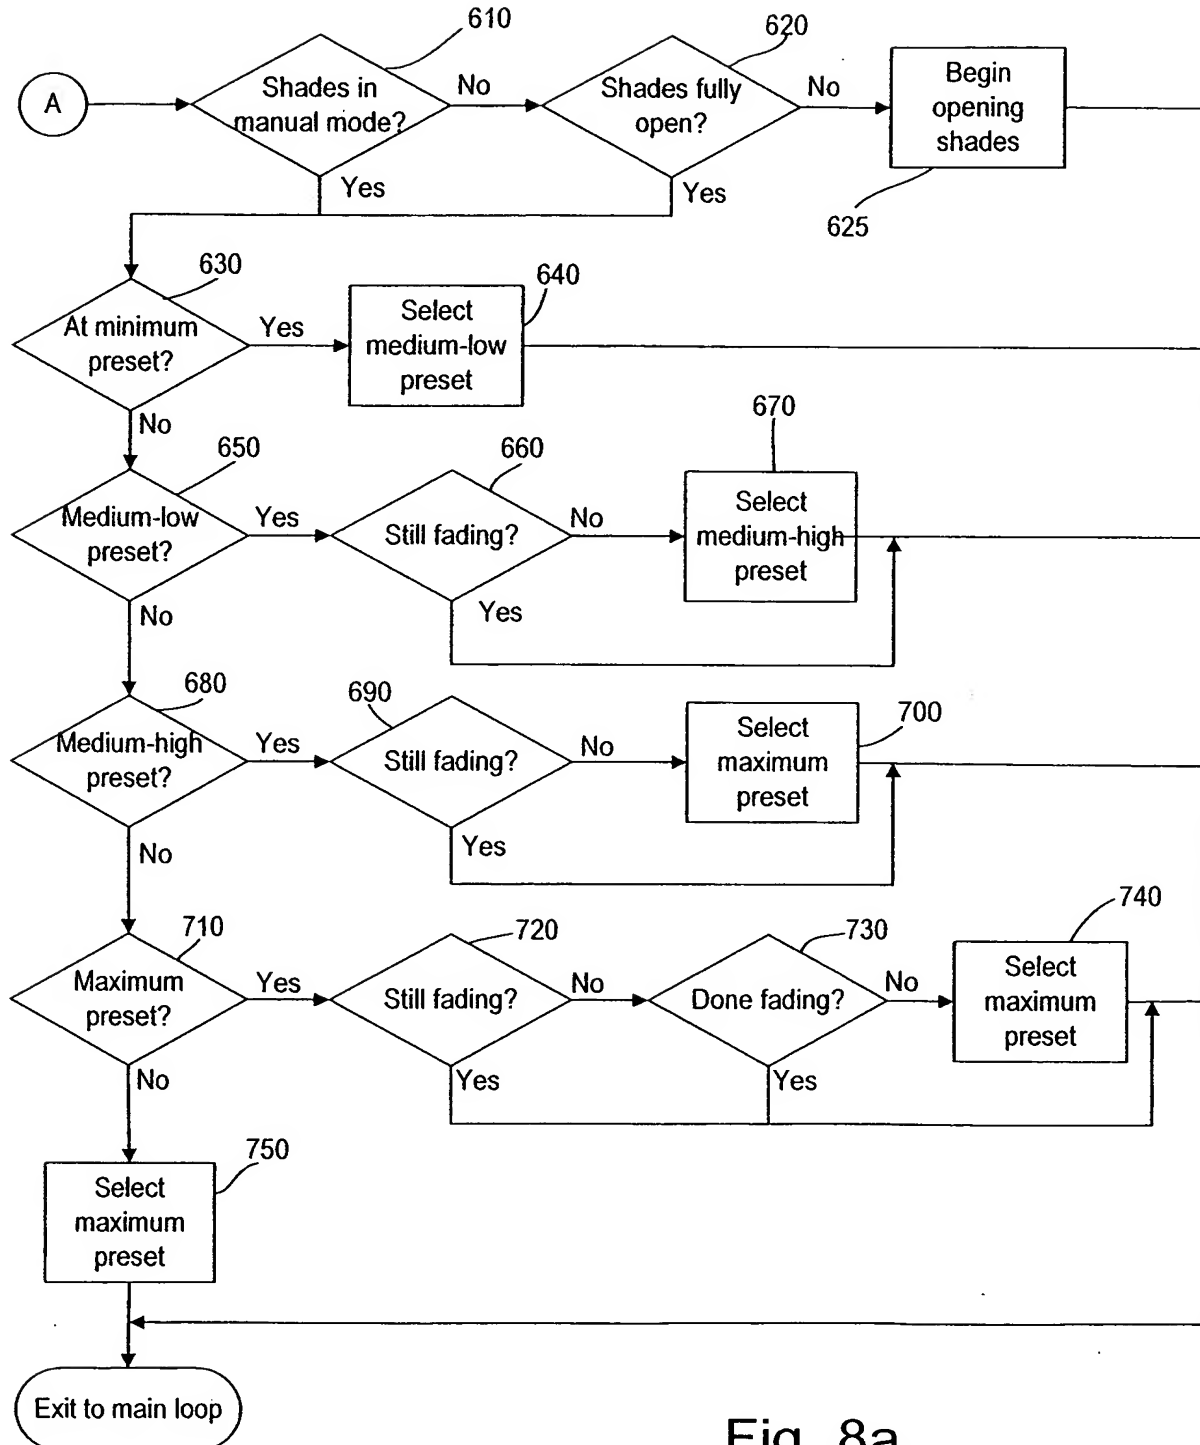 610
620
A
Shades in
manual mode?
No
Shades fully
open?
No
Begin
opening
shades
Yes
Yes
625
630
640
At minimum
preset?
Yes
Select
medium-low
preset
No
670
650
660
Medium-low
preset?
Yes
Still fading?
No
Select
medium-high
preset
No
Yes
680
690
700
Medium-high
preset?
Yes
Still fading?
No
Select
maximum
preset
No
Yes
740
710
720
730
Maximum
preset?
Yes
Still fading?
No
Done fading?
No
Select
maximum
preset
No
Yes
Yes
750
Select
maximum
preset
Exit to main loop
Fig. 8a